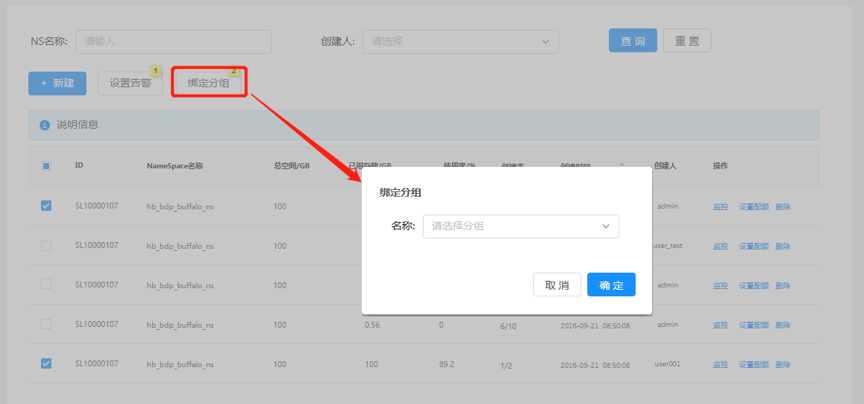 NS名称: 请输入 创建人: 请选择 查 询 重 置
+ 新建 设置告警 1 绑定分组 2
说明信息
ID NameSpace名称 总空间/GB 已用存储/GB 使用率/% 创建时间 创建人 操作
绑定分组
SL10000107 hb_bdp_buffalo_ns 100 admin 监控 设置配额 删除
名称: 请选择分组
SL10000107 hb_bdp_buffalo_ns 100 user_test 监控 设置配额 删除
SL10000107 hb_bdp_buffalo_ns 100 admin 监控 设置配额 删除
取 消 确 定
SL10000107 hb_bdp_buffalo_ns 100 0.56 0 6/10 2016-09-21 08:50:08 admin 监控 设置配额 删除
SL10000107 hb_bdp_buffalo_ns 100 100 89.2 1/2 2016-09-21 08:50:08 user001 监控 设置配额 删除